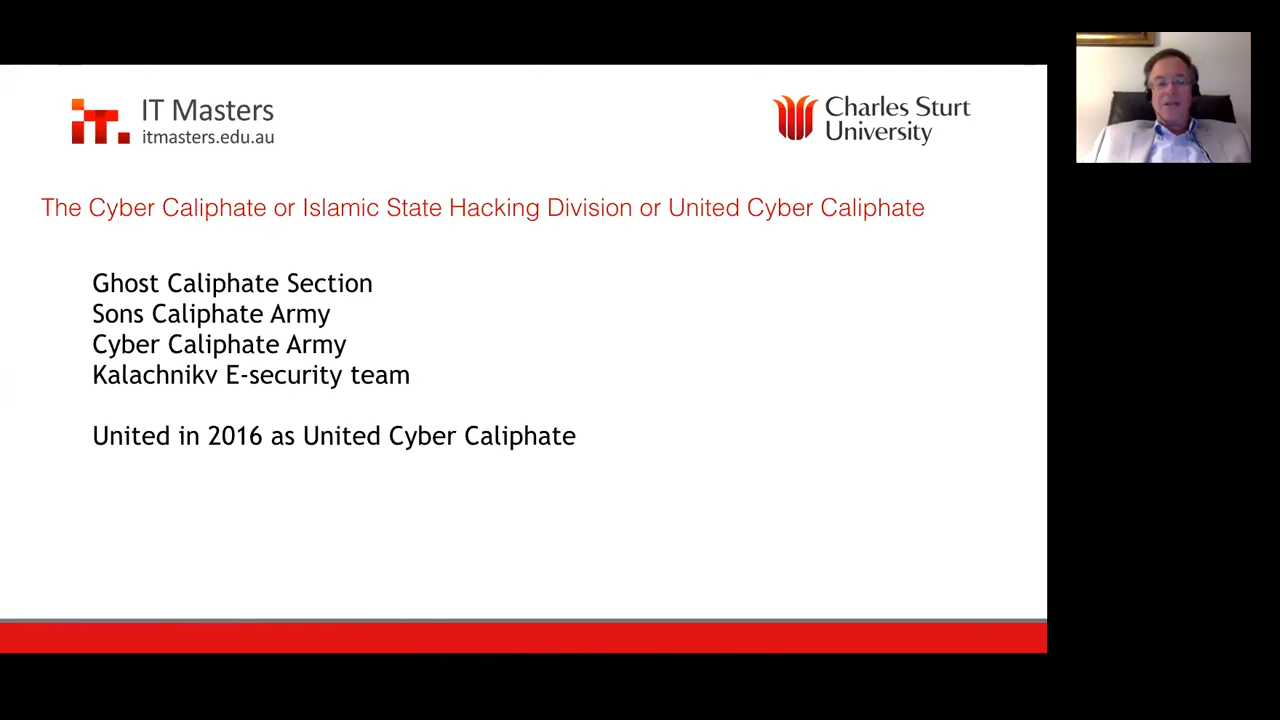 IT Masters
itmasters.edu.au
Charles Sturt
University
The Cyber Caliphate or Islamic State Hacking Division or United Cyber Caliphate
Ghost Caliphate Section
Sons Caliphate Army
Cyber Caliphate Army
Kalachnikv E-security team
United in 2016 as United Cyber Caliphate